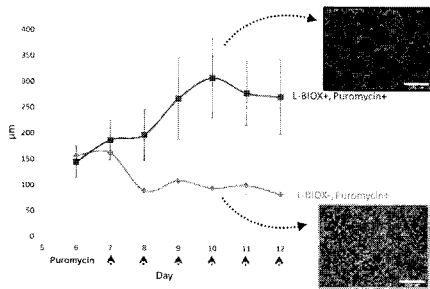 400
350
300
250
200
150
100
50
0
μm
L-BIOX+, Puromycin+
L-BIOX-, Puromycin+
5 6 7 8 9 10 11 12
Puromycin
Day